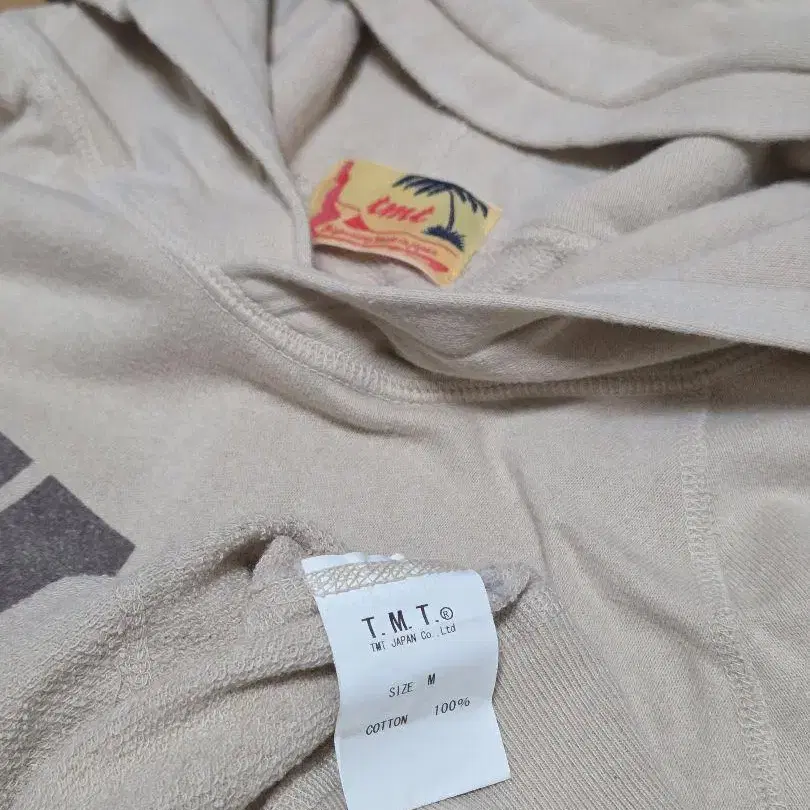 tmt
T.M.T.®
TMT JAPAN Co.,Ltd
SIZE M
COTTON 100%